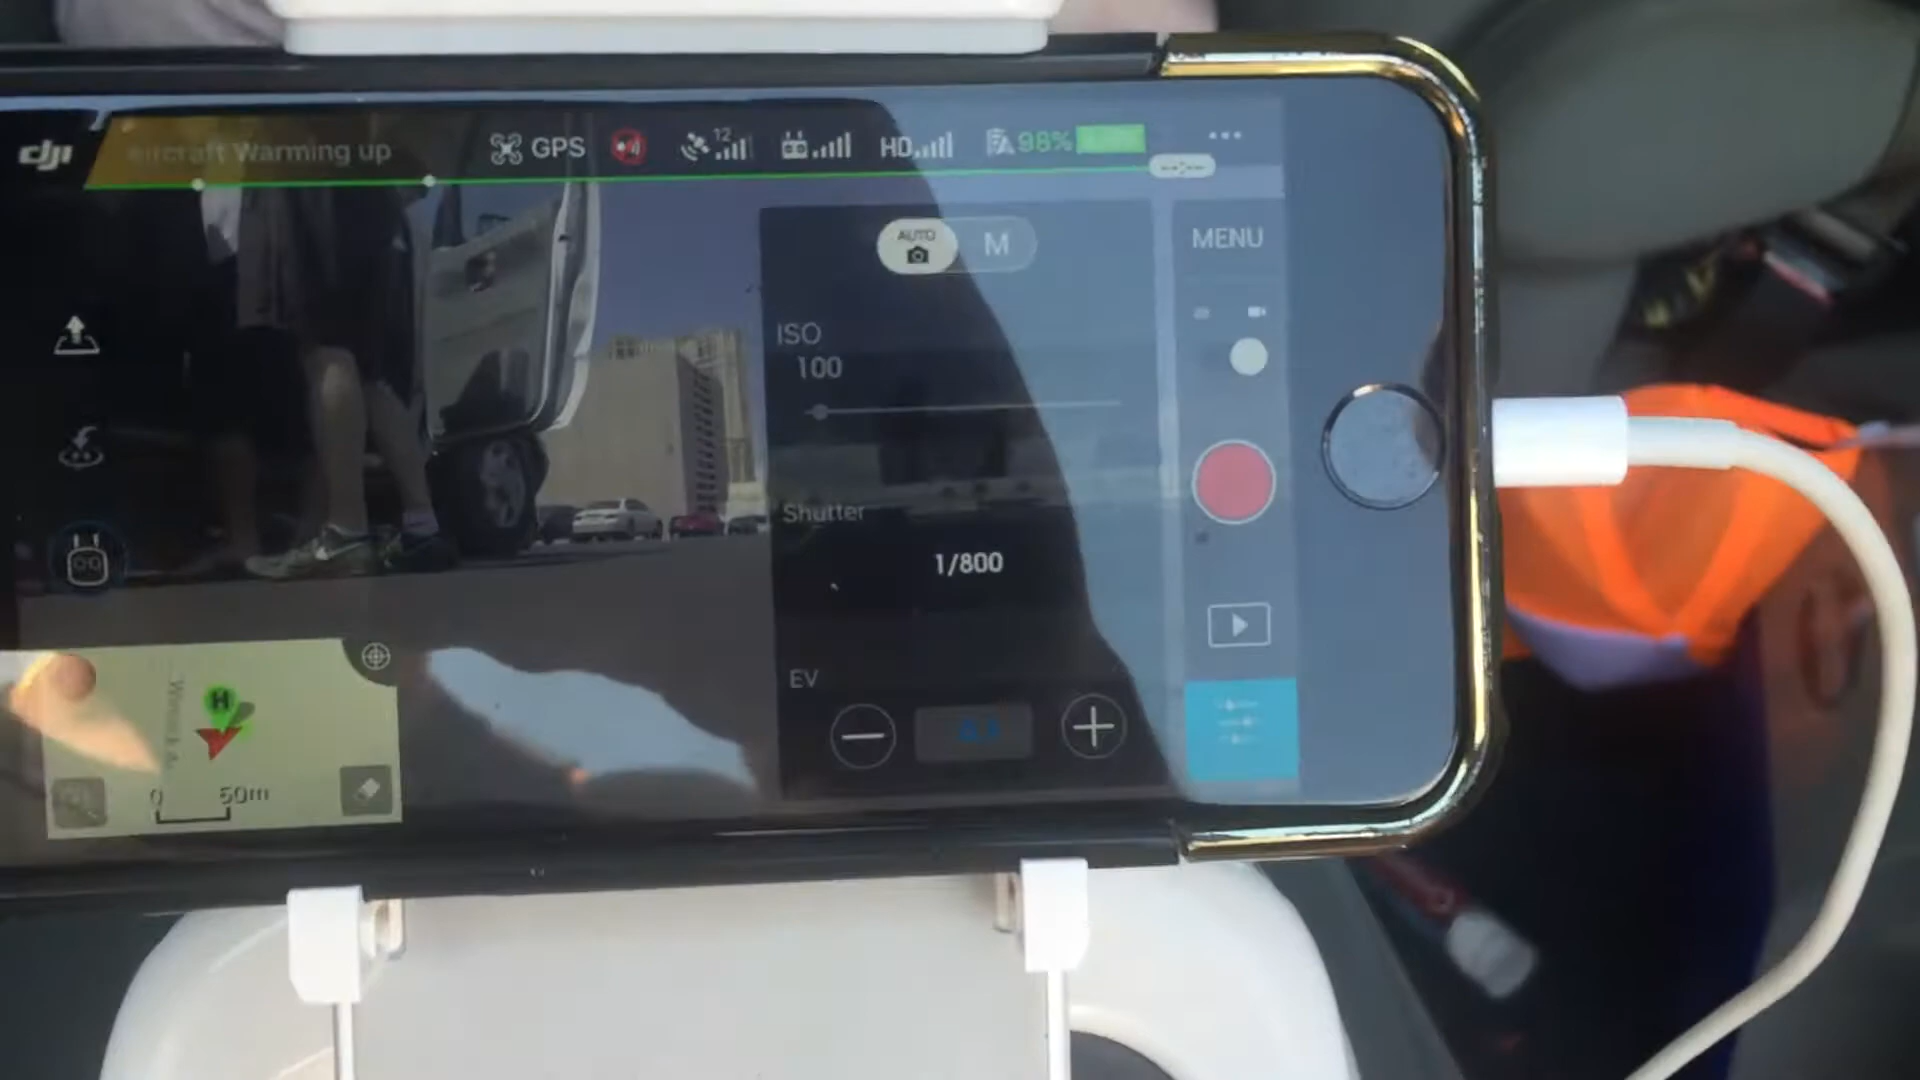 dji
Aircraft Warming up
GPS
12
HD
98%
AUTO
M
MENU
ISO
100
Shutter
1/800
EV
H
0
50m